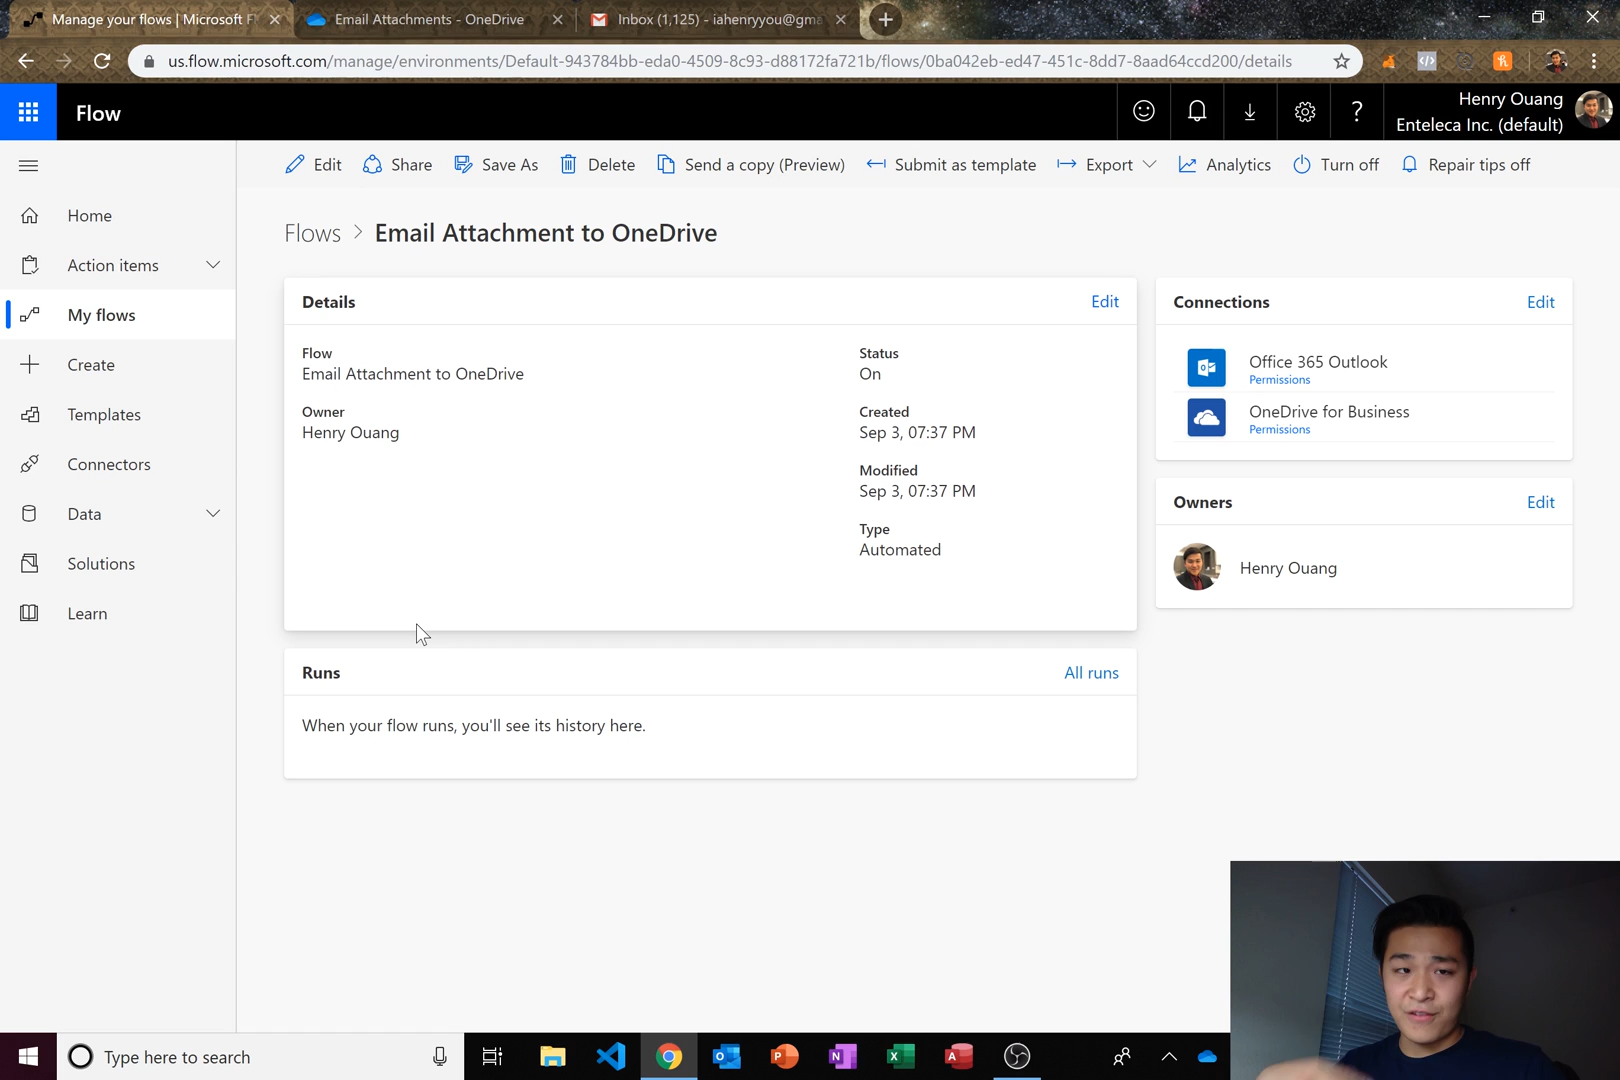 Manage your flows | Microsoft F
Email Attachments - OneDrive
Inbox (1,125) - iahenryyou@gma
us.flow.microsoft.com/manage/environments/Default-943784bb-eda0-4509-8c93-d88172fa721b/flows/0ba042eb-ed47-451c-8dd7-8aad64ccd200/details
Flow
Henry Ouang
Enteleca Inc. (default)
Edit
Share
Save As
Delete
Send a copy (Preview)
Submit as template
Export
Analytics
Turn off
Repair tips off
Home
Action items
My flows
Create
Templates
Connectors
Data
Solutions
Learn
Flows > Email Attachment to OneDrive
Details
Edit
Flow
Email Attachment to OneDrive
Owner
Henry Ouang
Status
On
Created
Sep 3, 07:37 PM
Modified
Sep 3, 07:37 PM
Type
Automated
Connections
Edit
Office 365 Outlook
Permissions
OneDrive for Business
Permissions
Owners
Edit
Henry Ouang
Runs
All runs
When your flow runs, you'll see its history here.
Type here to search